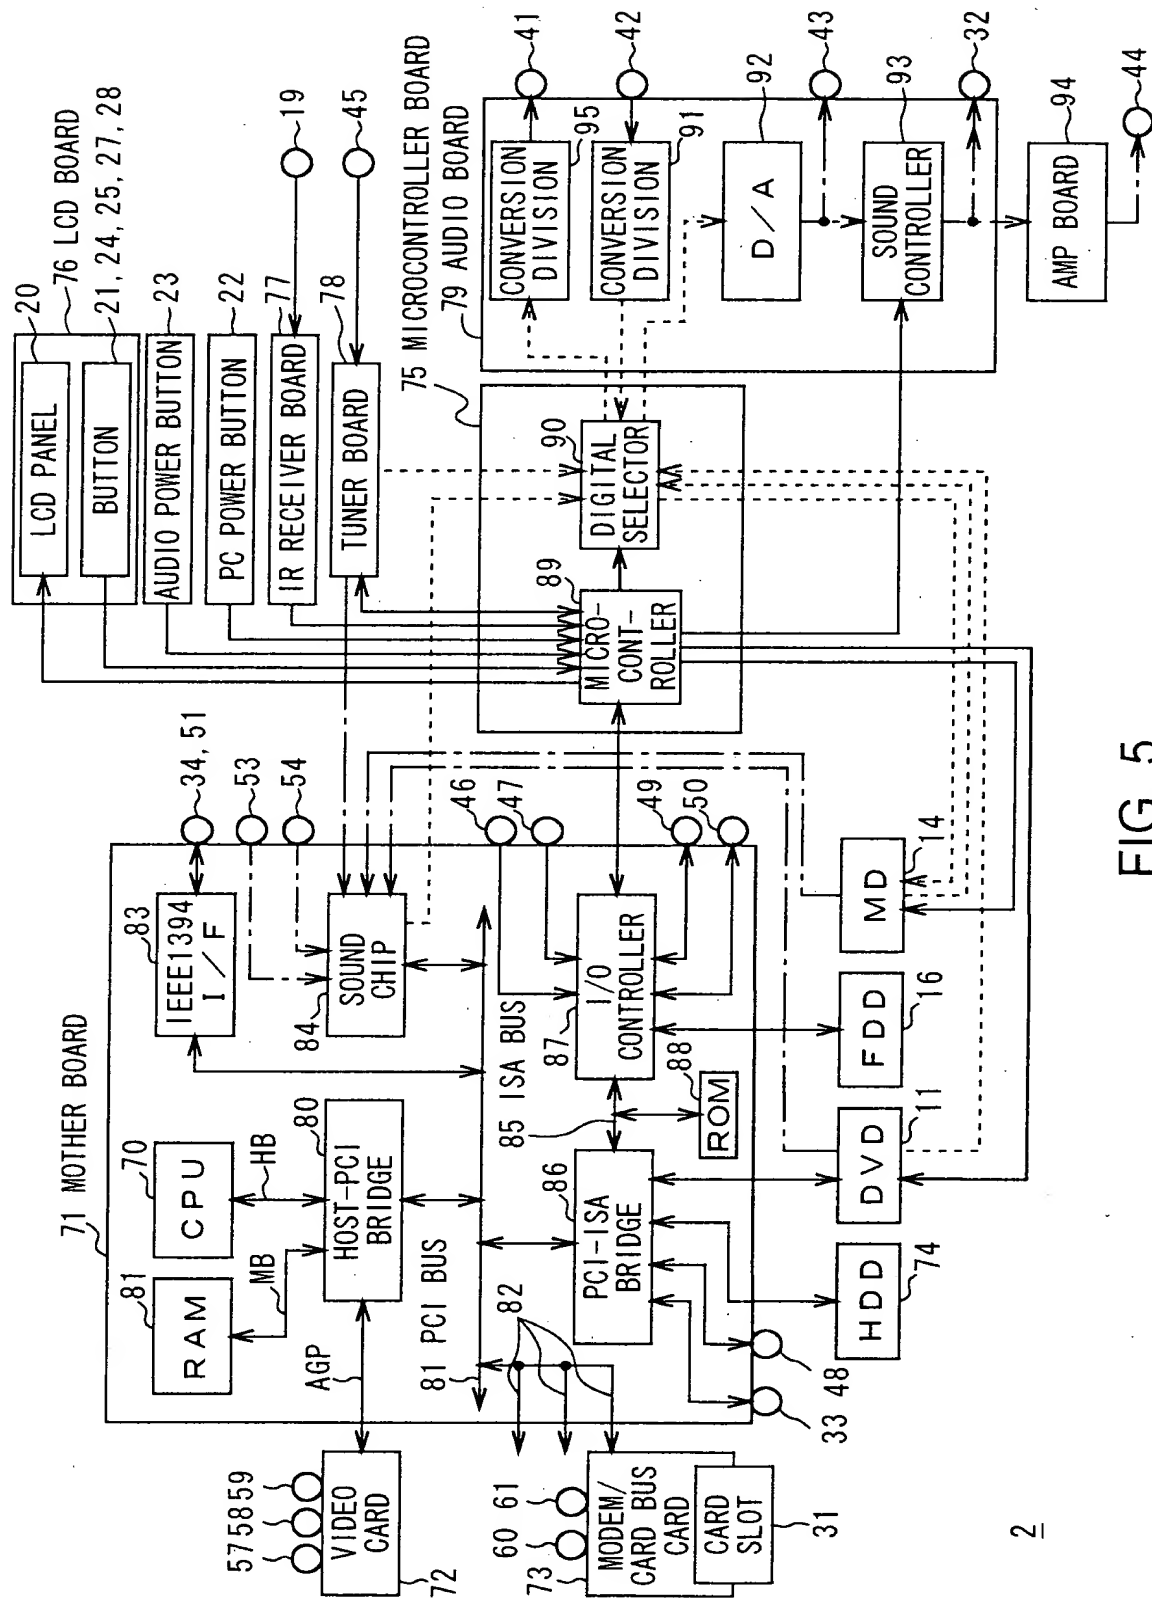 71 MOTHER BOARD
81
RAM
70
CPU
HB
MB
83
IEEE1394
I/F
34, 51
53
54
80
HOST-PCI
BRIDGE
84
SOUND
CHIP
AGP
81 PCI BUS
85 ISA BUS
82
86
PCI-ISA
BRIDGE
87
I/O
CONTROLLER
88
ROM
46
47
49
50
33
48
575859
VIDEO
CARD
72
60
61
73
MODEM/
CARD BUS
CARD
CARD
SLOT
31
HDD
74
DVD
11
FDD
16
MD
14
76 LCD BOARD
20
LCD PANEL
21, 24, 25, 27, 28
BUTTON
23
AUDIO POWER BUTTON
22
PC POWER BUTTON
77
IR RECEIVER BOARD
19
78
TUNER BOARD
45
75 MICROCONTROLLER BOARD
89
MICRO-
CONT-
ROLLER
90
DIGITAL
SELECTOR
79 AUDIO BOARD
CONVERSION
DIVISION
95
41
CONVERSION
DIVISION
91
42
D/A
92
43
SOUND
CONTROLLER
93
32
AMP BOARD
94
44
2
FIG. 5